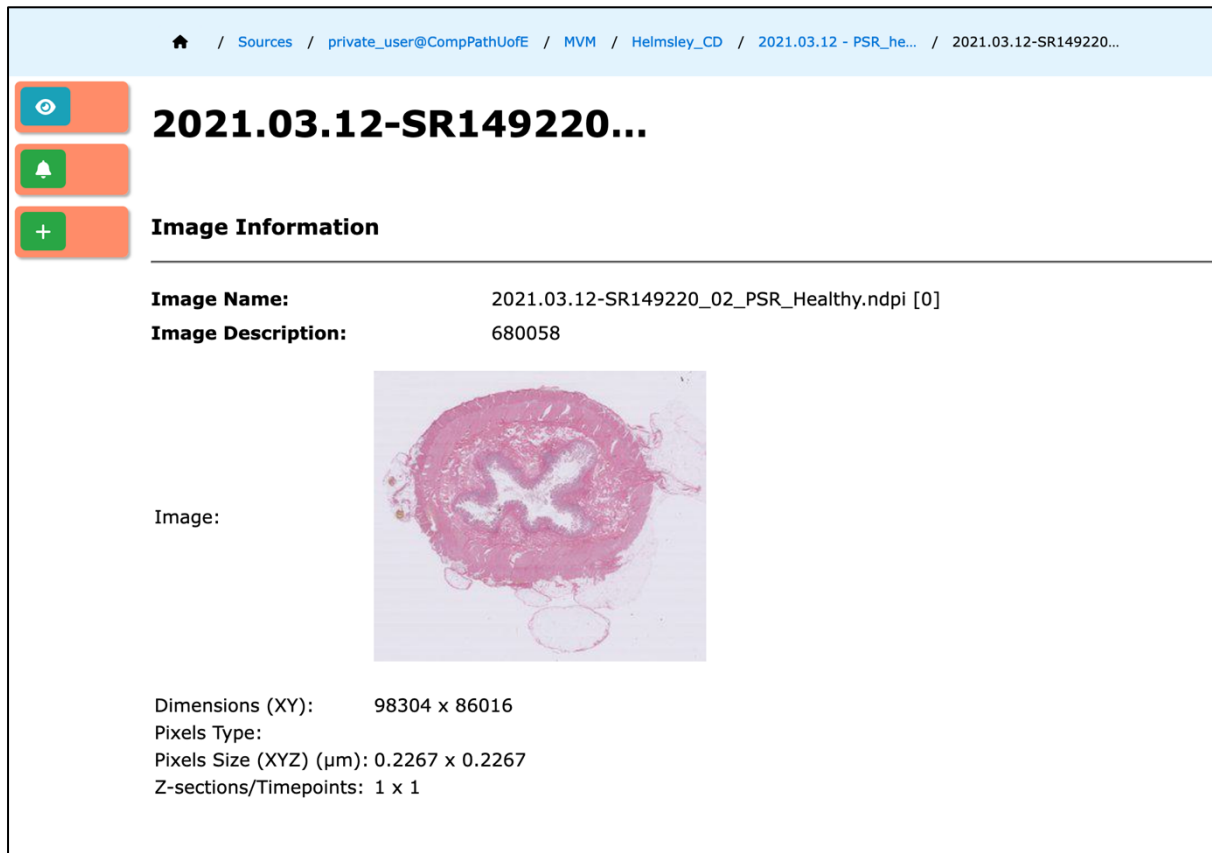 / Sources / private_user@CompPathUofE / MVM / Helmsley_CD / 2021.03.12 - PSR_he... / 2021.03.12-SR149220...
2021.03.12-SR149220...
Image Information
Image Name: 2021.03.12-SR149220_02_PSR_Healthy.ndpi [0]
Image Description: 680058
Image:
Dimensions (XY): 98304 x 86016
Pixels Type:
Pixels Size (XYZ) (µm): 0.2267 x 0.2267
Z-sections/Timepoints: 1 x 1